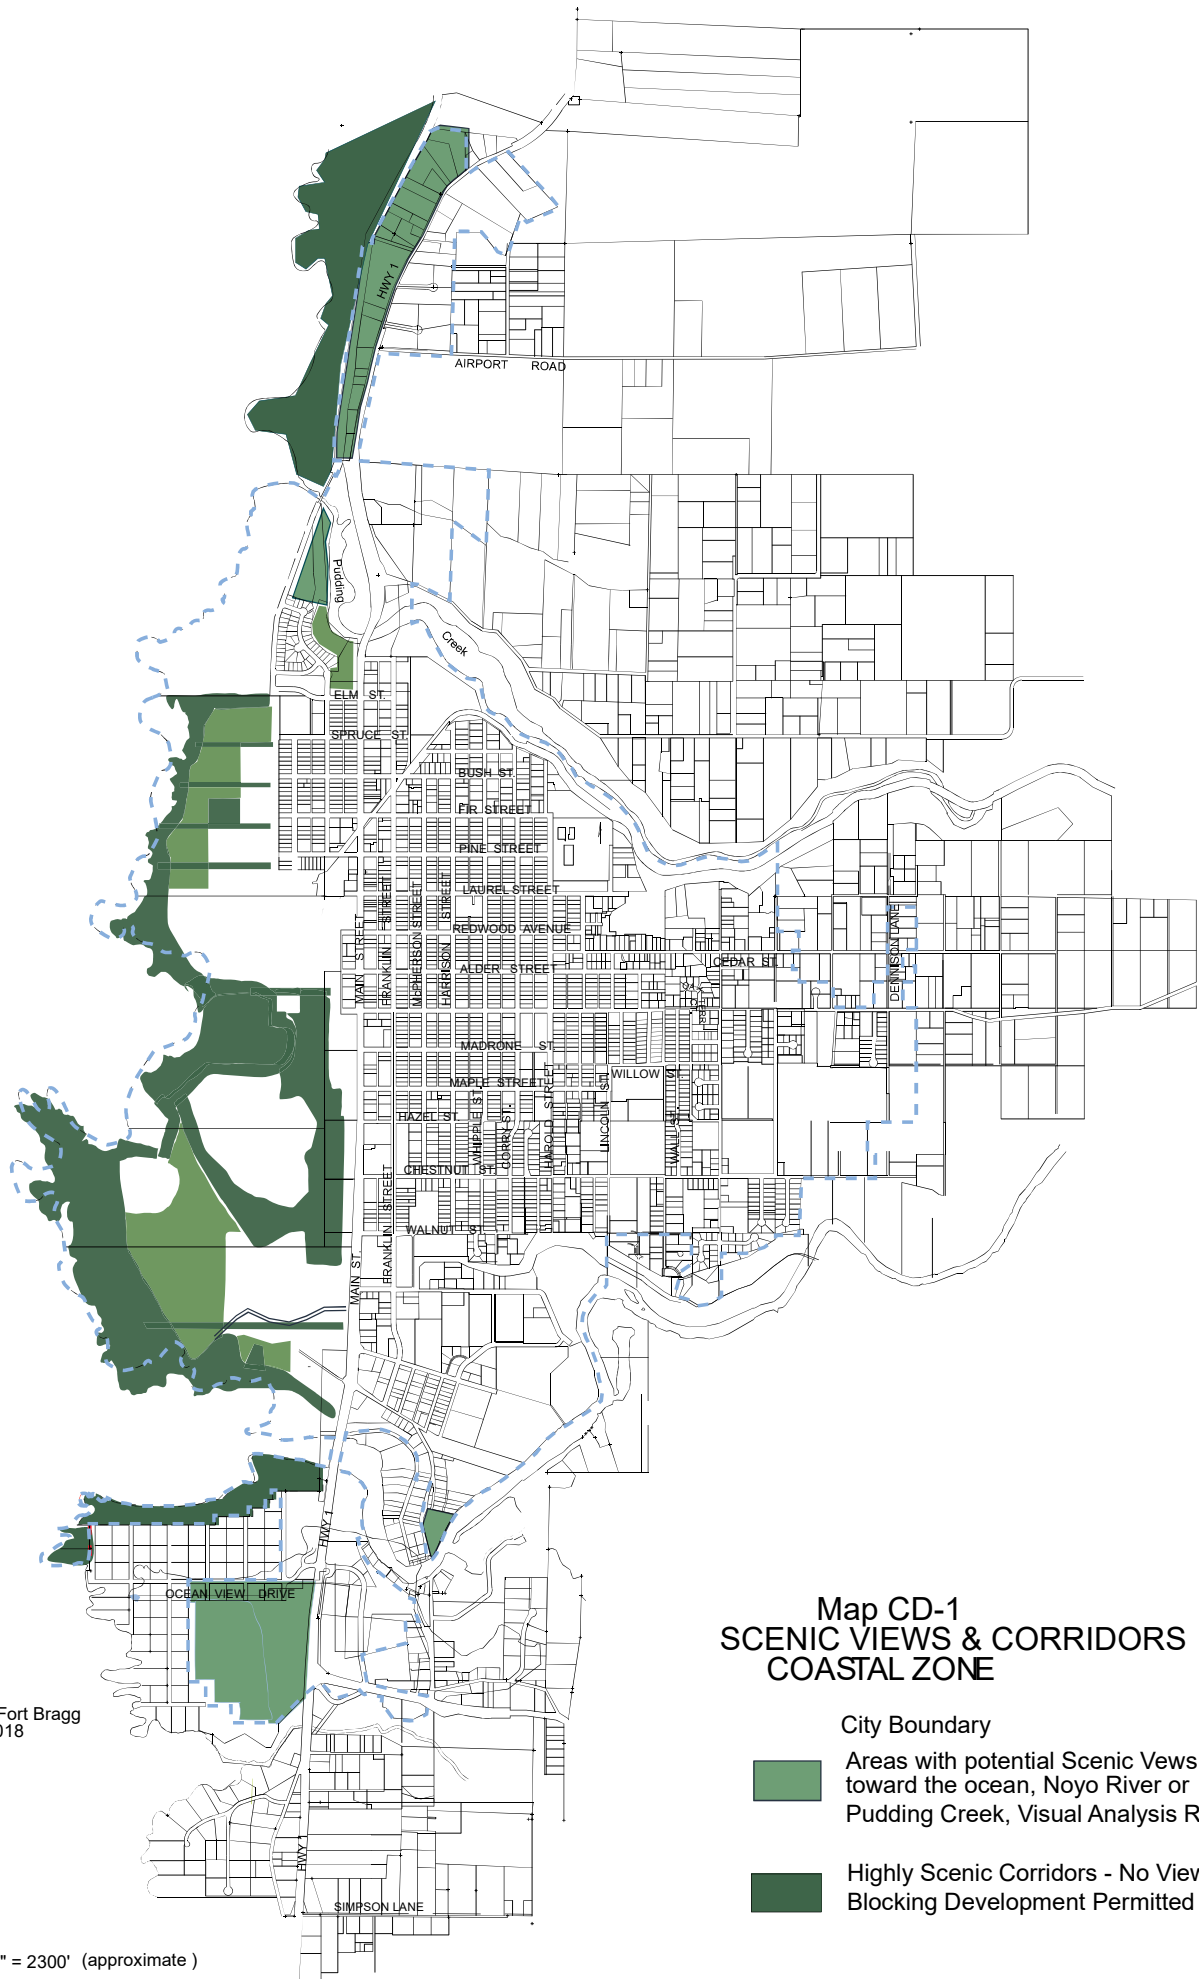 HWY 1
AIRPORT ROAD
Pudding
Creek
ELM ST.
SPRUCE ST.
BUSH ST.
FIR STREET
PINE STREET
LAUREL STREET
REDWOOD AVENUE
ALDER STREET
CEDAR ST.
MAIN STREET
FRANKLIN STREET
McPHERSON STREET
HARRISON STREET
DENNISON LANE
MADRONE ST.
MAPLE STREET
WILLOW ST.
HAZEL ST.
WHIPPLE ST.
CORRY ST.
HAROLD STREET
LINCOLN ST.
WALL ST.
CHESTNUT ST.
WALNUT ST.
FRANKLIN STREET
MAIN ST.
HWY 1
OCEAN VIEW DRIVE
HWY
SIMPSON LANE
Map CD-1
SCENIC VIEWS & CORRIDORS
COASTAL ZONE
City Boundary
Areas with potential Scenic Vews
toward the ocean, Noyo River or
Pudding Creek, Visual Analysis R
Highly Scenic Corridors - No View
Blocking Development Permitted
Fort Bragg
018
" = 2300' (approximate )